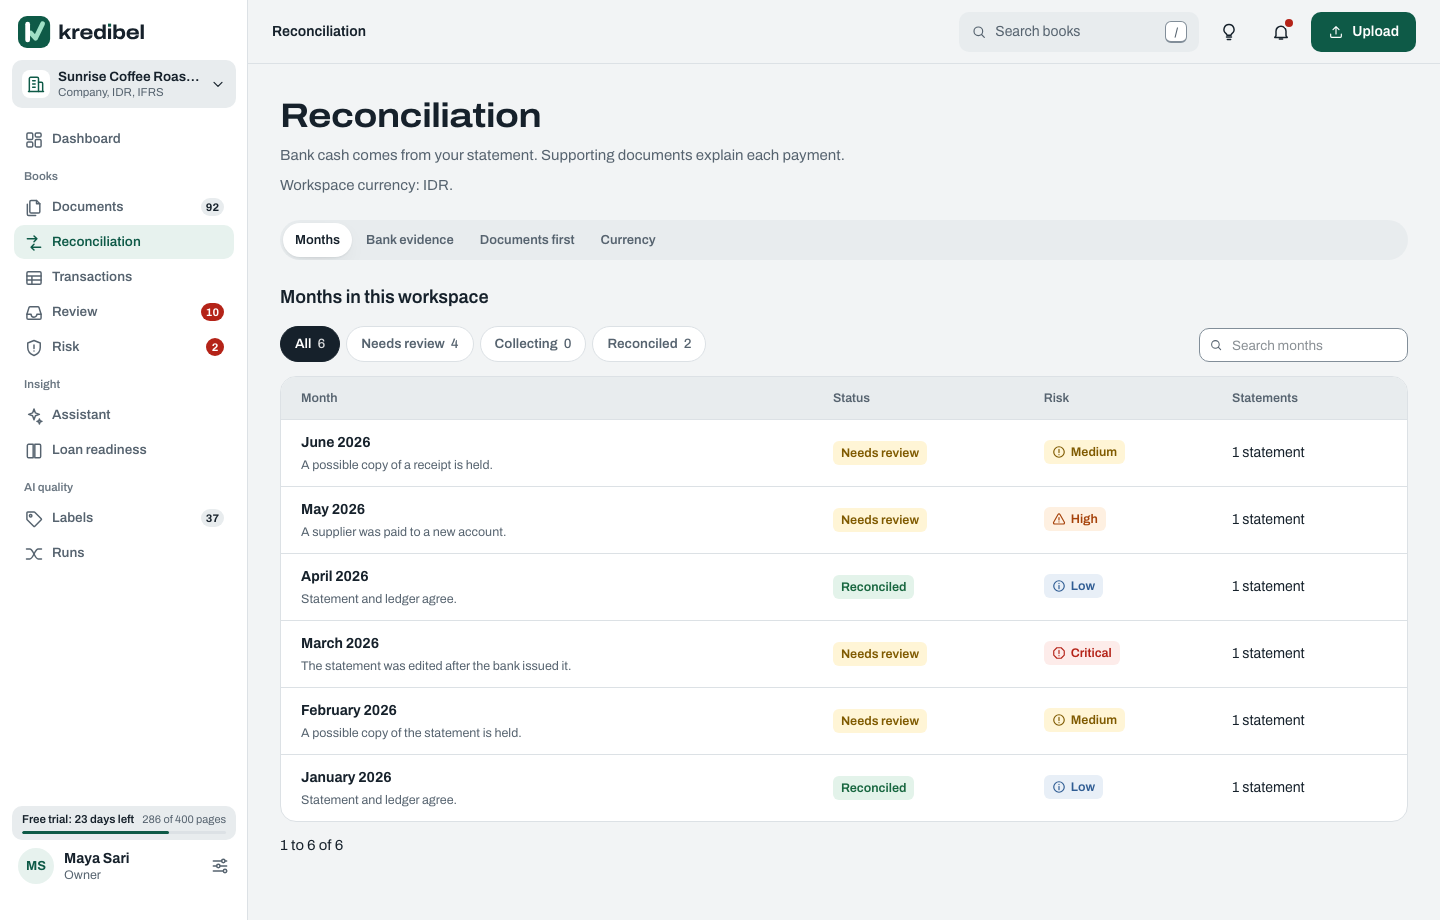 kredibel
Sunrise Coffee Roas...
Company, IDR, IFRS
Dashboard
Books
Documents 92
Reconciliation
Transactions
Review 10
Risk 2
Insight
Assistant
Loan readiness
AI quality
Labels 37
Runs
Free trial: 23 days left 286 of 400 pages
MS
Maya Sari
Owner
Reconciliation
Search books /
Upload
Reconciliation
Bank cash comes from your statement. Supporting documents explain each payment.
Workspace currency: IDR.
Months Bank evidence Documents first Currency
Months in this workspace
All 6 Needs review 4 Collecting 0 Reconciled 2
Search months
Month Status Risk Statements
June 2026
A possible copy of a receipt is held.
Needs review Medium 1 statement
May 2026
A supplier was paid to a new account.
Needs review High 1 statement
April 2026
Statement and ledger agree.
Reconciled Low 1 statement
March 2026
The statement was edited after the bank issued it.
Needs review Critical 1 statement
February 2026
A possible copy of the statement is held.
Needs review Medium 1 statement
January 2026
Statement and ledger agree.
Reconciled Low 1 statement
1 to 6 of 6